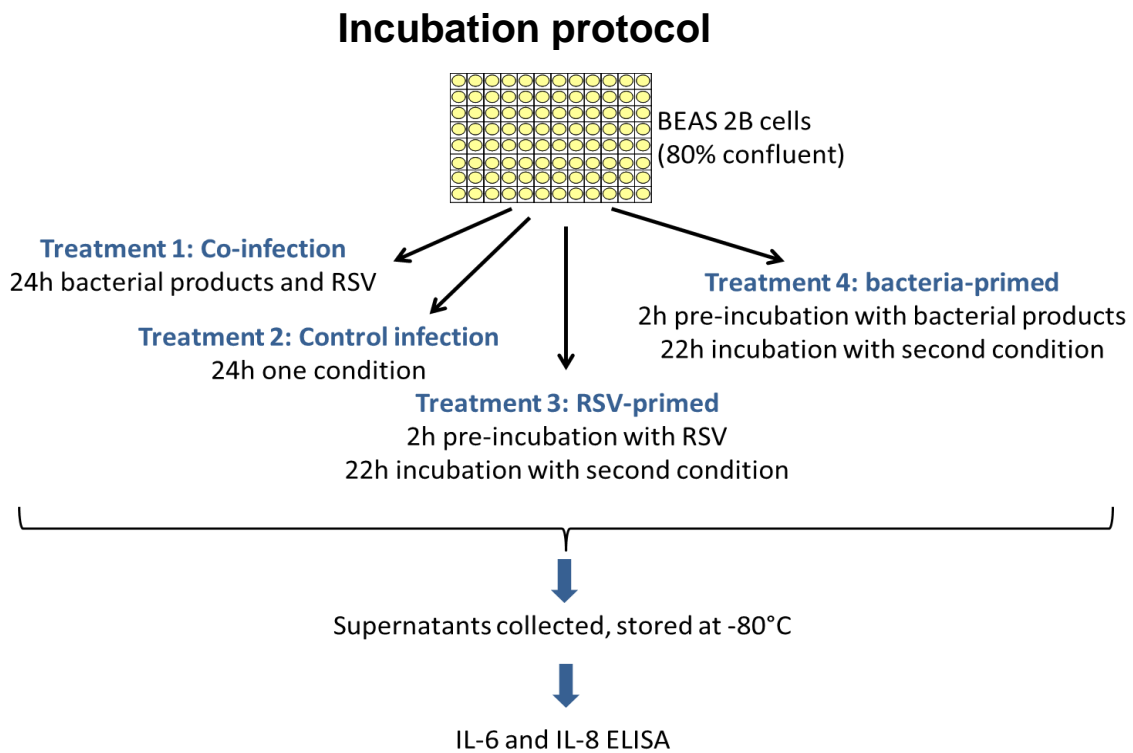 Incubation protocol
BEAS 2B cells
(80% confluent)
Treatment 1: Co-infection
24h bacterial products and RSV
Treatment 2: Control infection
24h one condition
Treatment 3: RSV-primed
2h pre-incubation with RSV
22h incubation with second condition
Treatment 4: bacteria-primed
2h pre-incubation with bacterial products
22h incubation with second condition
Supernatants collected, stored at -80°C
IL-6 and IL-8 ELISA